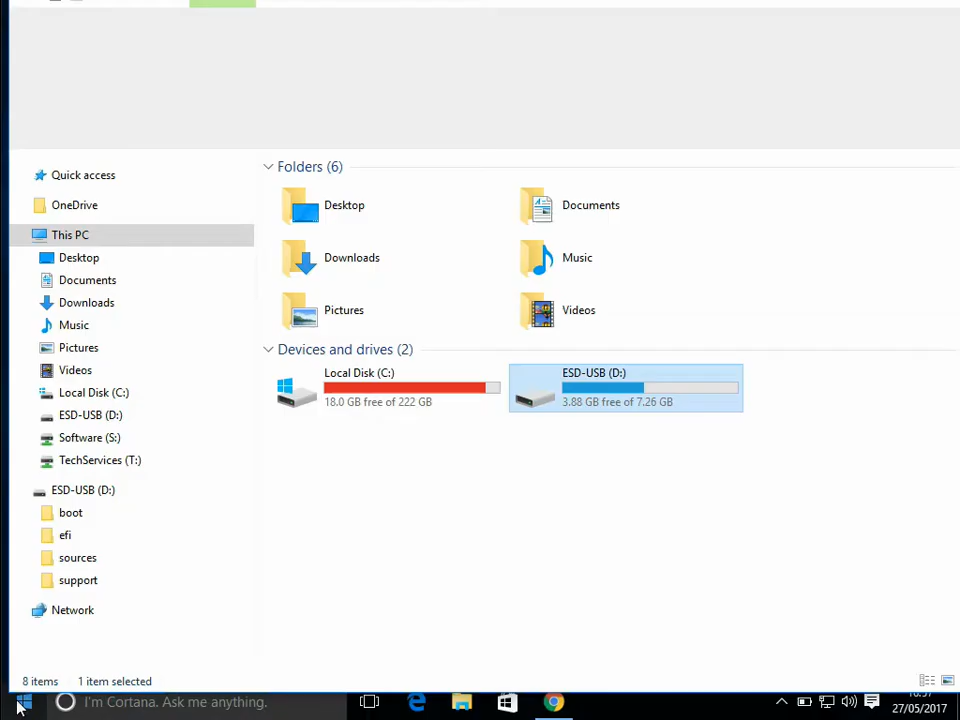 Quick access
OneDrive
This PC
Desktop
Documents
Downloads
Music
Pictures
Videos
Local Disk (C:)
ESD-USB (D:)
Software (S:)
TechServices (T:)
ESD-USB (D:)
boot
efi
sources
support
Network
Folders (6)
Desktop
Documents
Downloads
Music
Pictures
Videos
Devices and drives (2)
Local Disk (C:)
18.0 GB free of 222 GB
ESD-USB (D:)
3.88 GB free of 7.26 GB
8 items 1 item selected
I'm Cortana. Ask me anything.
27/05/2017